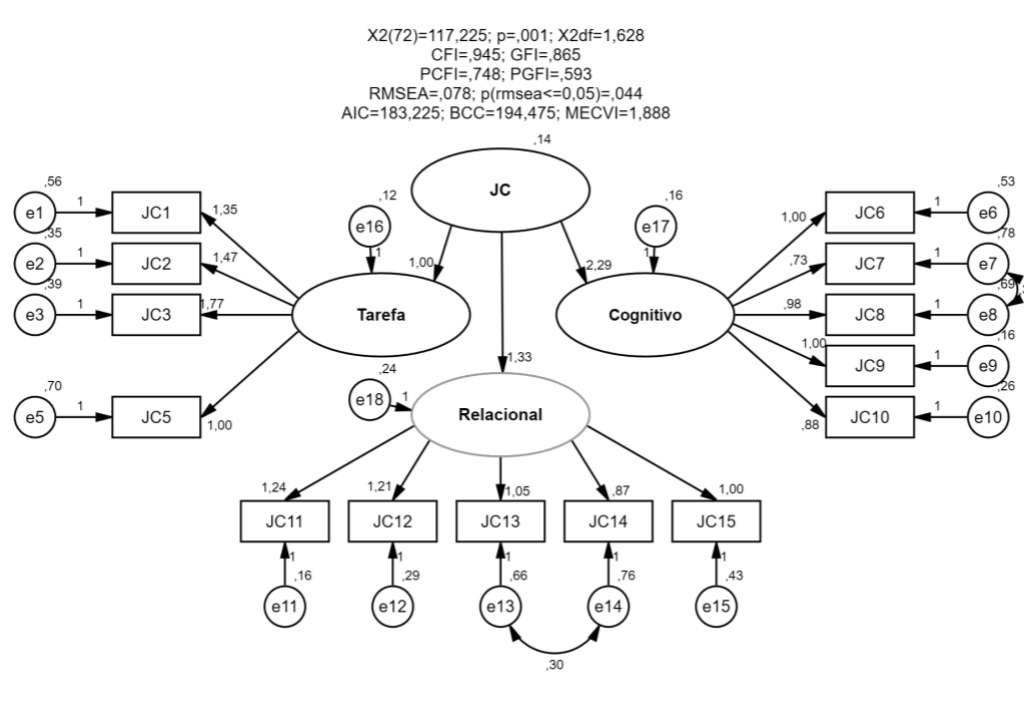 X2(72)=117,225; p=,001; X2df=1,628
CFI=,945; GFI=,865
PCFI=,748; PGFI=,593
RMSEA=,078; p(rmsea<=0,05)=,044
AIC=183,225; BCC=194,475; MECVI=1,888
,14
JC
,56
e1
1
JC1
1,35
,35
e2
1
JC2
1,47
,39
e3
1
JC3
1,77
,70
e5
1
JC5
1,00
,12
e16
1
1,00
Tarefa
,16
e17
1
2,29
Cognitivo
1,00
JC6
1
e6
,53
,73
JC7
1
e7
,78
,98
JC8
1
e8
,69
1,00
JC9
1
e9
,16
,88
JC10
1
e10
,26
1,33
,24
e18
1
Relacional
1,24
1,21
1,05
,87
1,00
JC11
JC12
JC13
JC14
JC15
1
1
1
1
1
,16
,29
,66
,76
,43
e11
e12
e13
e14
e15
,30